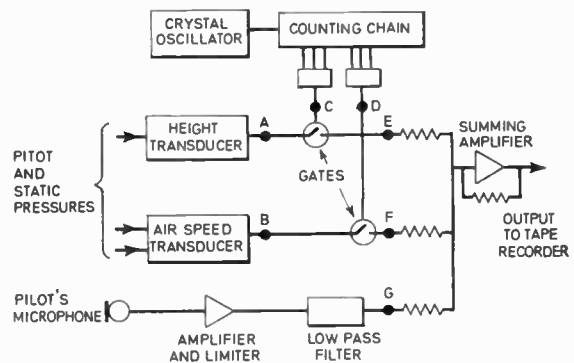 CRYSTAL
OSCILLATOR
COUNTING CHAIN
C
D
A
E
HEIGHT
TRANSDUCER
SUMMING
AMPLIFIER
PITOT
AND
STATIC
PRESSURES
GATES
B
F
AIR SPEED
TRANSDUCER
OUTPUT
TO TAPE
RECORDER
G
PILOT'S
MICROPHONE
AMPLIFIER
AND LIMITER
LOW PASS
FILTER